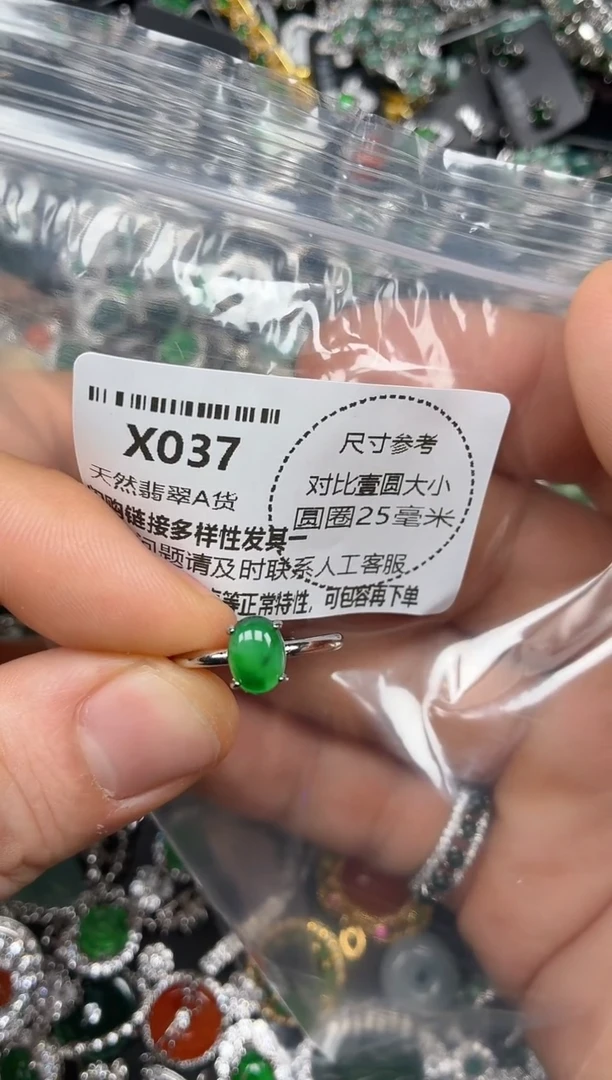 X037
天然翡翠A货
购链接多样性发其一
问题请及时联系人工客服
等正常特性，可包容再下单
尺寸参考
对比壹圆大小
圆圈25毫米